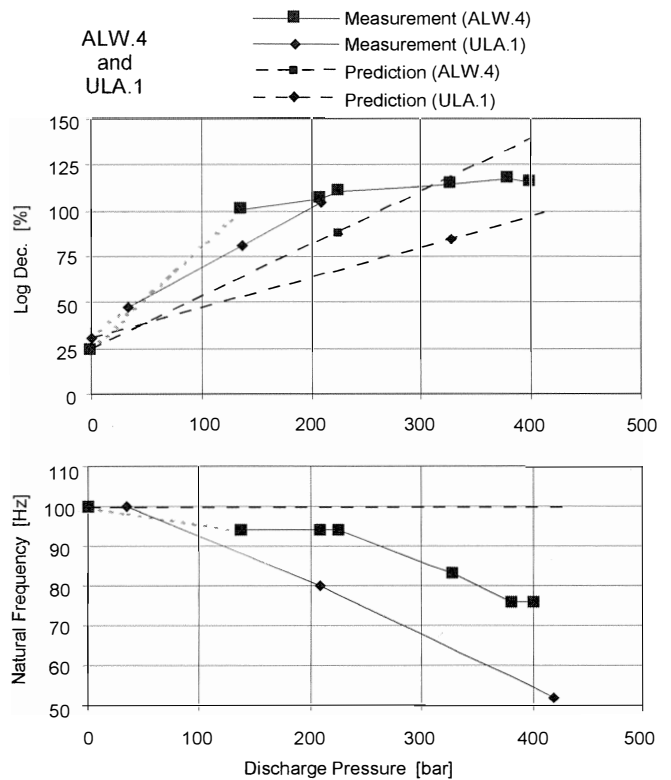 ALW.4
and
ULA.1
Measurement (ALW.4)
Measurement (ULA.1)
Prediction (ALW.4)
Prediction (ULA.1)
Log Dec. [%]
150
125
100
75
50
25
0
0 100 200 300 400 500
Natural Frequency [Hz]
110
100
90
80
70
60
50
0 100 200 300 400 500
Discharge Pressure [bar]